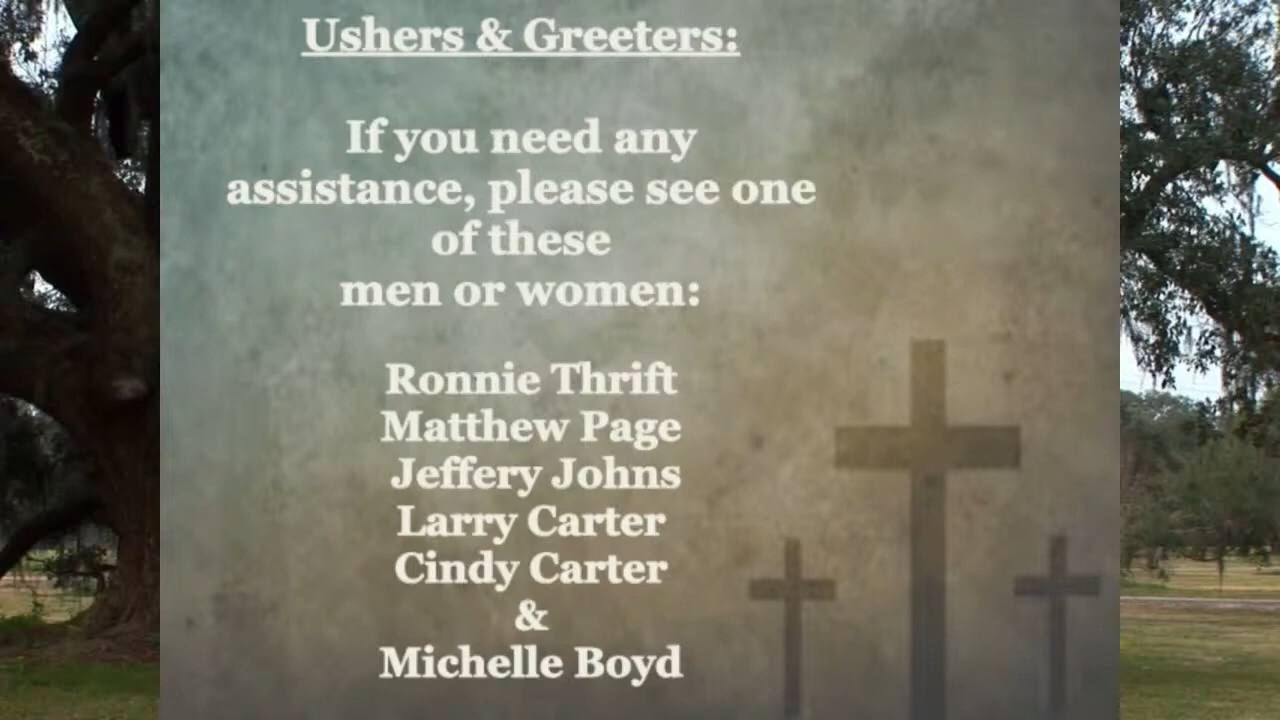 Ushers & Greeters:
If you need any
assistance, please see one
of these
men or women:
Ronnie Thrift
Matthew Page
Jeffery Johns
Larry Carter
Cindy Carter
&
Michelle Boyd